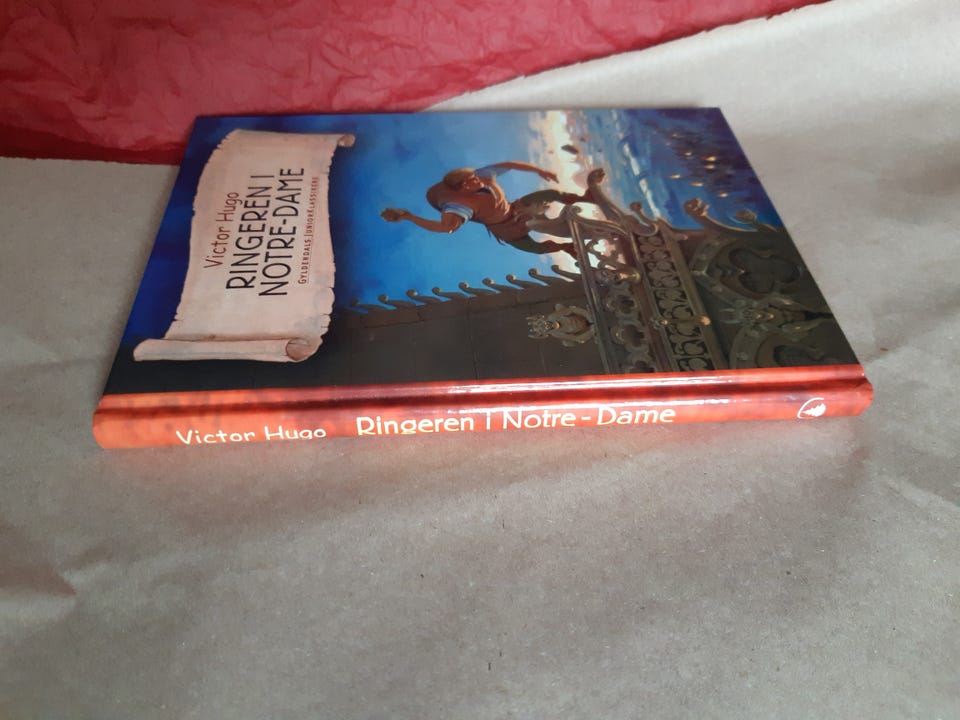 Victor Hugo
RINGEREN I
NOTRE-DAME
GYLDENDALS JUNIORKLASSIKERE
Victor Hugo Ringeren i Notre-Dame